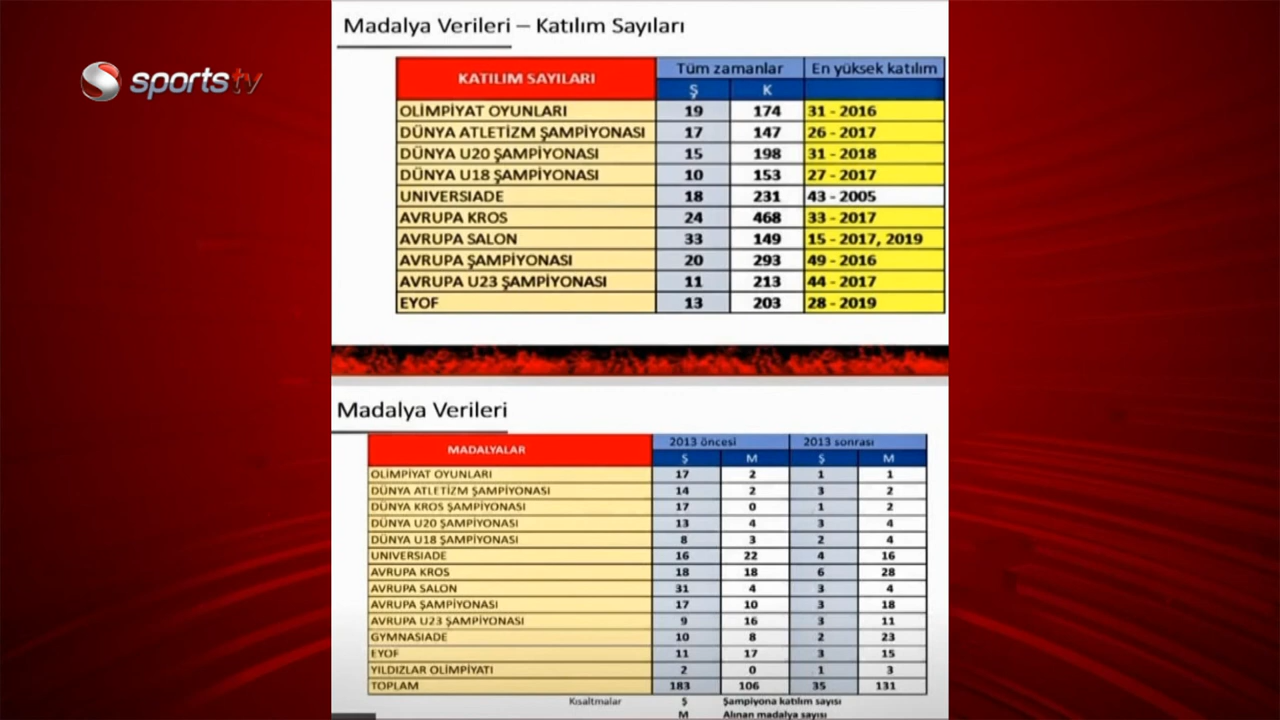 sportstv
Madalya Verileri – Katılım Sayıları
KATILIM SAYILARI Tüm zamanlar En yüksek katılım
Ş K
OLİMPİYAT OYUNLARI 19 174 31 - 2016
DÜNYA ATLETİZM ŞAMPİYONASI 17 147 26 - 2017
DÜNYA U20 ŞAMPİYONASI 15 198 31 - 2018
DÜNYA U18 ŞAMPİYONASI 10 153 27 - 2017
UNIVERSIADE 18 231 43 - 2005
AVRUPA KROS 24 468 33 - 2017
AVRUPA SALON 33 149 15 - 2017, 2019
AVRUPA ŞAMPİYONASI 20 293 49 - 2016
AVRUPA U23 ŞAMPİYONASI 11 213 44 - 2017
EYOF 13 203 28 - 2019
Madalya Verileri
MADALYALAR 2013 öncesi 2013 sonrası
Ş M Ş M
OLİMPİYAT OYUNLARI 17 2 1 1
DÜNYA ATLETİZM ŞAMPİYONASI 14 2 3 2
DÜNYA KROS ŞAMPİYONASI 17 0 1 2
DÜNYA U20 ŞAMPİYONASI 13 4 3 4
DÜNYA U18 ŞAMPİYONASI 8 3 2 4
UNIVERSIADE 16 22 4 16
AVRUPA KROS 18 18 6 28
AVRUPA SALON 31 4 3 4
AVRUPA ŞAMPİYONASI 17 10 3 18
AVRUPA U23 ŞAMPİYONASI 9 16 3 11
GYMNASIADE 10 8 2 23
EYOF 11 17 3 15
YILDIZLAR OLİMPİYATI 2 0 1 3
TOPLAM 183 106 35 131
Kısaltmalar Ş Şampiyona katılım sayısı
M Alınan madalya sayısı